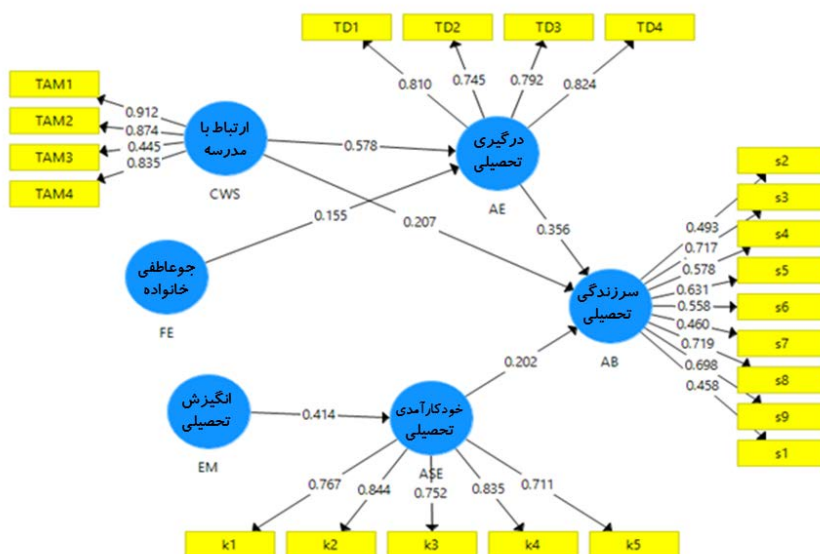 TD1
TD2
TD3
TD4
0.810
0.745
0.792
0.824
TAM1
TAM2
TAM3
TAM4
0.912
0.874
0.445
0.835
ارتباط با
مدرسه
CWS
0.578
درگیری
تحصیلی
AE
0.155
0.207
0.356
جوعاطفی
خانواده
FE
سرزندگی
تحصیلی
AB
s2
s3
s4
s5
s6
s7
s8
s9
s1
0.493
0.717
0.578
0.631
0.558
0.460
0.719
0.698
0.458
انگیزش
تحصیلی
EM
0.414
خودکارآمدی
تحصیلی
ASE
0.202
0.767
0.844
0.752
0.835
0.711
k1
k2
k3
k4
k5